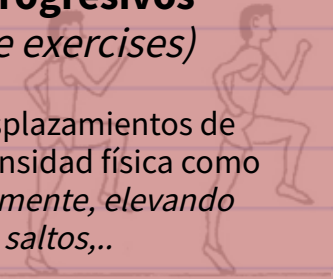 rogresivos
e exercises)
splazamientos de
nsidad física como
mente, elevando
saltos,..